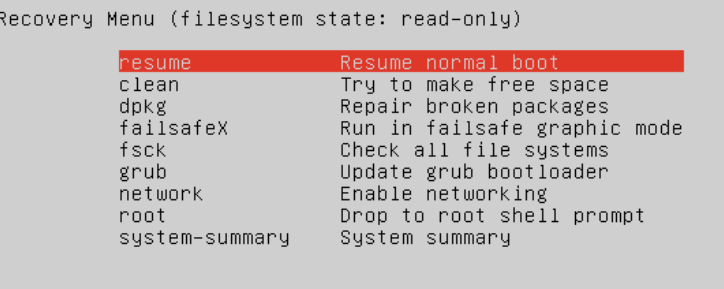 Recovery Menu (filesystem state: read-only)
resume Resume normal boot
clean Try to make free space
dpkg Repair broken packages
failsafeX Run in failsafe graphic mode
fsck Check all file systems
grub Update grub bootloader
network Enable networking
root Drop to root shell prompt
system-summary System summary